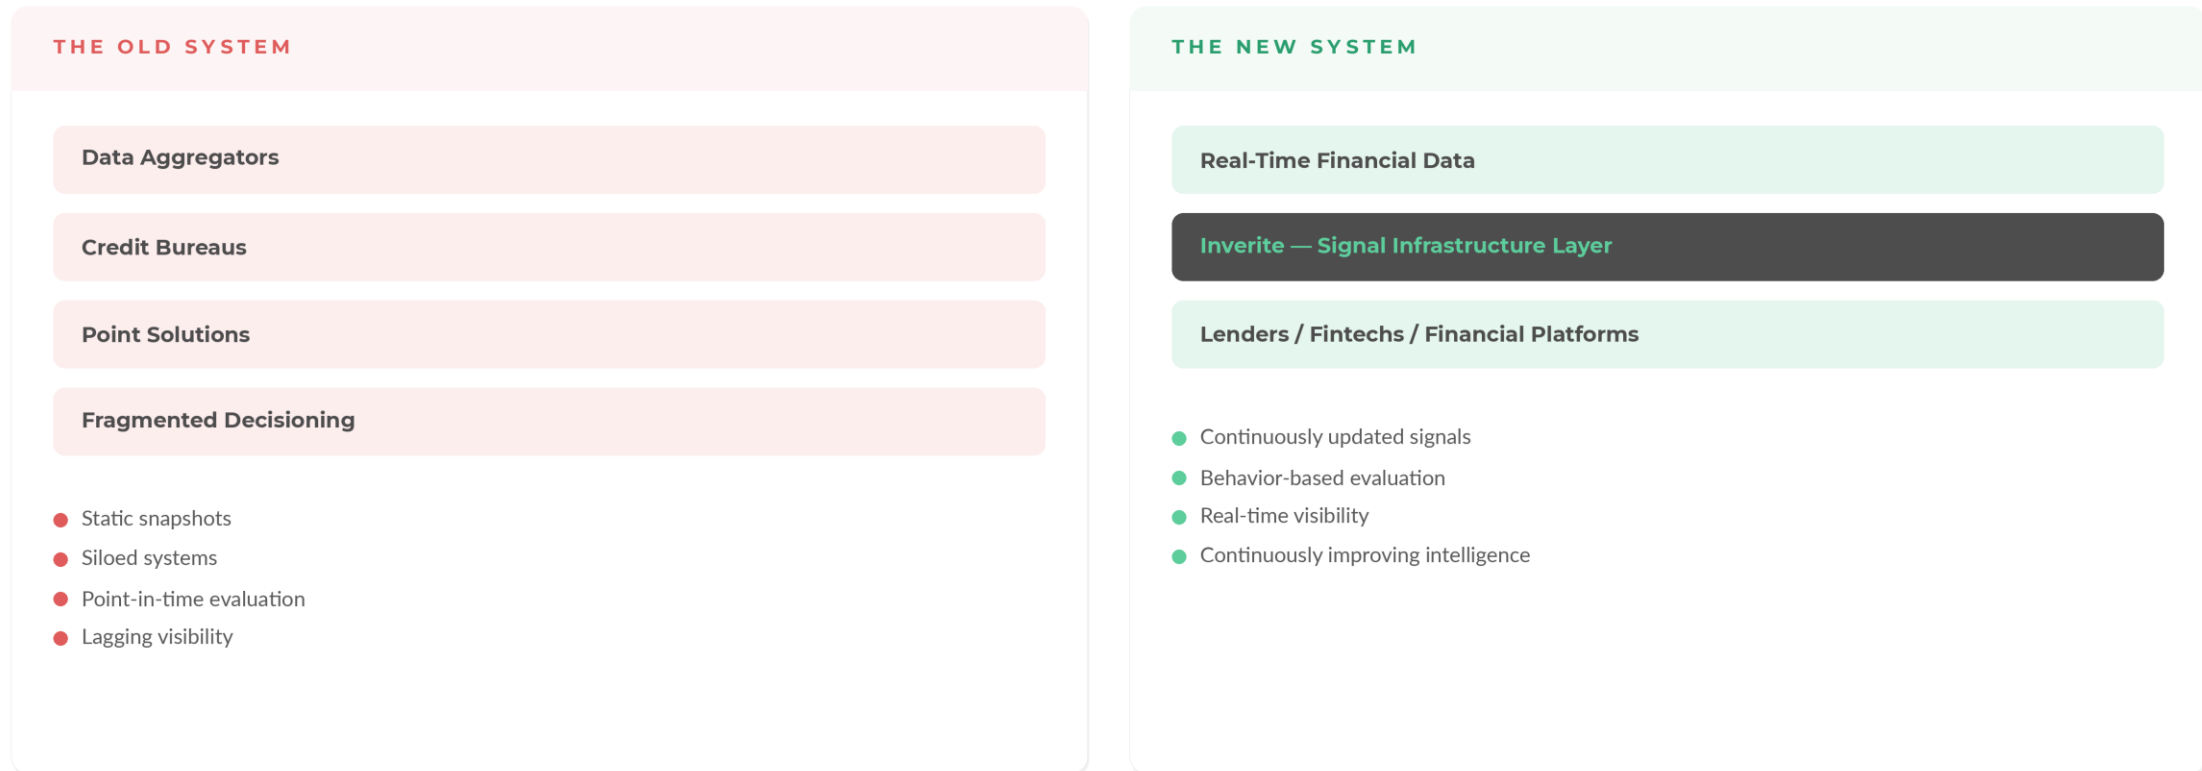 THE OLD SYSTEM
Data Aggregators
Credit Bureaus
Point Solutions
Fragmented Decisioning
Static snapshots
Siloed systems
Point-in-time evaluation
Lagging visibility
THE NEW SYSTEM
Real-Time Financial Data
Inverite — Signal Infrastructure Layer
Lenders / Fintechs / Financial Platforms
Continuously updated signals
Behavior-based evaluation
Real-time visibility
Continuously improving intelligence